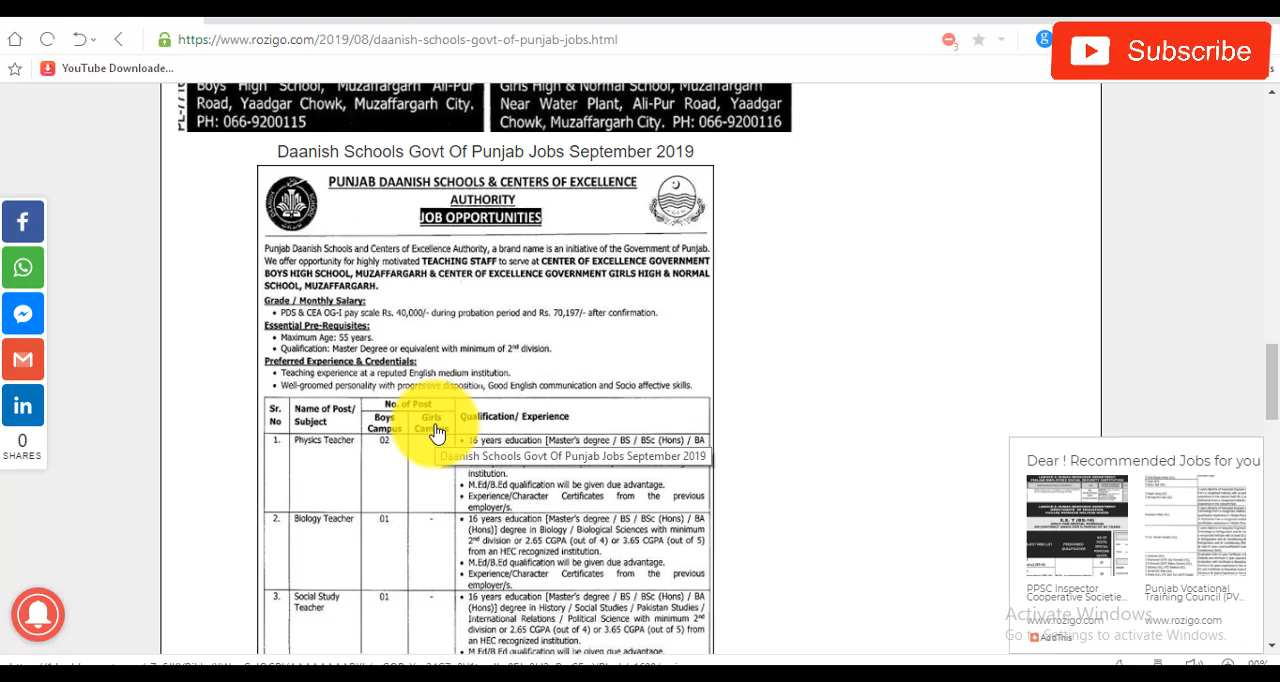 https://www.rozigo.com/2019/08/daanish-schools-govt-of-punjab-jobs.html
3
g
Subscribe
YouTube Downloade...
Boys High School, Muzaffargarh Ali-Pur
Road, Yaadgar Chowk, Muzaffargarh City.
PH: 066-9200115
Girls High & Normal School, Muzaffargarh
Near Water Plant, Ali-Pur Road, Yadgar
Chowk, Muzaffargarh City. PH: 066-9200116
Daanish Schools Govt Of Punjab Jobs September 2019
PUNJAB DAANISH SCHOOLS & CENTERS OF EXCELLENCE
AUTHORITY
JOB OPPORTUNITIES
Punjab Daanish Schools and Centers of Excellence Authority, a brand name is an initiative of the Government of Punjab.
We offer opportunity for highly motivated TEACHING STAFF to serve at CENTER OF EXCELLENCE GOVERNMENT
BOYS HIGH SCHOOL, MUZAFFARGARH & CENTER OF EXCELLENCE GOVERNMENT GIRLS HIGH & NORMAL
SCHOOL, MUZAFFARGARH.
Grade / Monthly Salary:
• PDS & CEA OG-I pay scale Rs. 40,000/- during probation period and Rs. 70,197/- after confirmation.
Essential Pre-Requisites:
• Maximum Age: 55 years.
• Qualification: Master Degree or equivalent with minimum of 2nd division.
Preferred Experience & Credentials:
• Teaching experience at a reputed English medium institution.
• Well-groomed personality with progressive disposition, Good English communication and Socio affective skills.
Sr. No
Name of Post/ Subject
No. of Post
Boys Campus
Girls Campus
Qualification/ Experience
1.
Physics Teacher
02
• 16 years education [Master's degree / BS / BSc (Hons) / BA
Daanish Schools Govt Of Punjab Jobs September 2019
institution.
• M.Ed/B.Ed qualification will be given due advantage.
• Experience/Character Certificates from the previous
employer/s.
2.
Biology Teacher
01
-
• 16 years education [Master's degree / BS / BSc (Hons) / BA
(Hons)] degree in Biology / Biological Sciences with minimum
2nd division or 2.65 CGPA (out of 4) or 3.65 CGPA (out of 5)
from an HEC recognized institution.
• M.Ed/B.Ed qualification will be given due advantage.
• Experience/Character Certificates from the previous
employer/s.
3.
Social Study
Teacher
01
-
• 16 years education [Master's degree / BS / BSc (Hons) / BA
(Hons)] degree in History / Social Studies / Pakistan Studies /
International Relations / Political Science with minimum 2nd
division or 2.65 CGPA (out of 4) or 3.65 CGPA (out of 5) from
an HEC recognized institution.
• M.Ed/B.Ed qualification will be given due advantage.
0
SHARES
Dear ! Recommended Jobs for you
PPSC Inspector
Cooperative Societie...
www.rozigo.com
Punjab Vocational
Training Council (PV...
www.rozigo.com
AddThis
Activate Windows
Go to Settings to activate Windows.